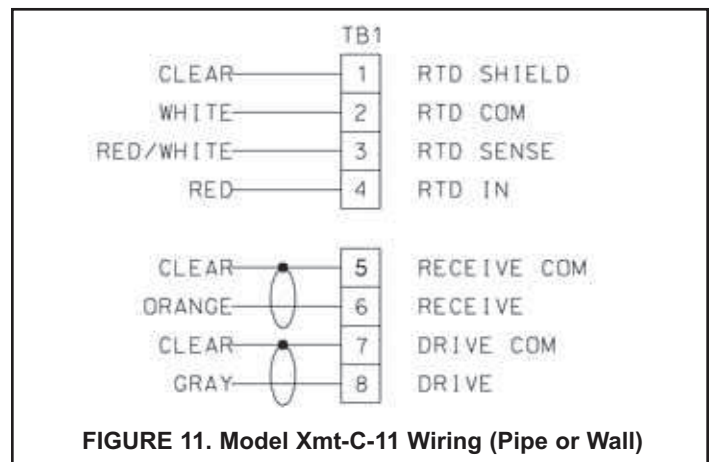 TB1
CLEAR 1 RTD SHIELD
WHITE 2 RTD COM
RED/WHITE 3 RTD SENSE
RED 4 RTD IN
CLEAR 5 RECEIVE COM
ORANGE 6 RECEIVE
CLEAR 7 DRIVE COM
GRAY 8 DRIVE
FIGURE 11. Model Xmt-C-11 Wiring (Pipe or Wall)